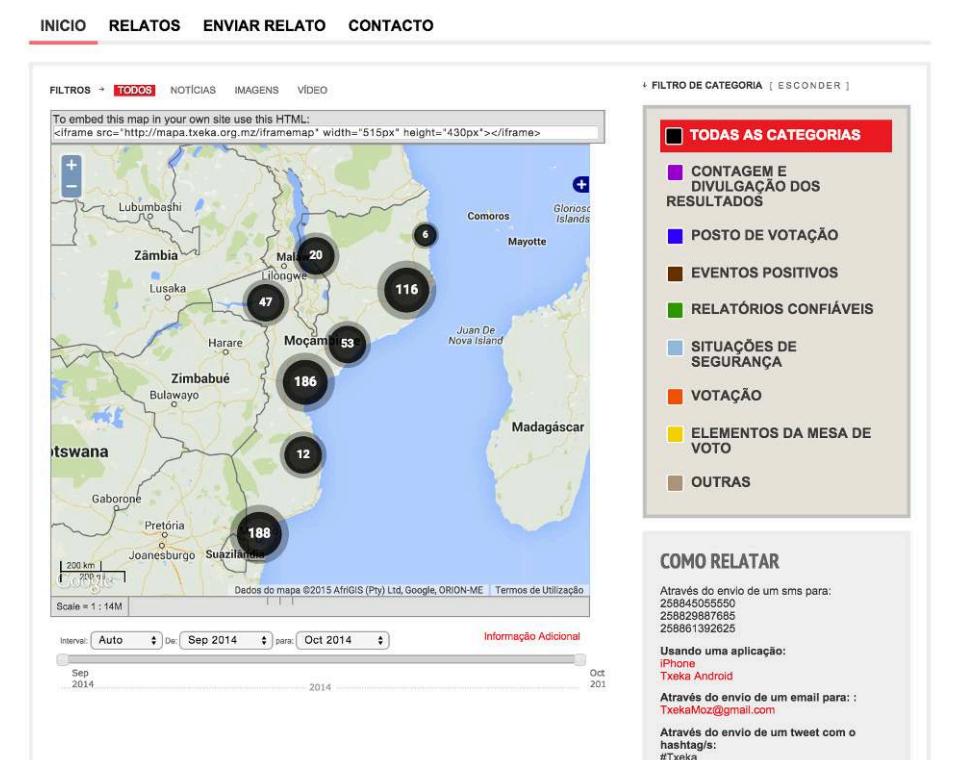 INICIO RELATOS ENVIAR RELATO CONTACTO
FILTROS → TODOS NOTÍCIAS IMAGENS VÍDEO
To embed this map in your own site use this HTML:
<iframe src="http://mapa.txeka.org.mz/iframemap" width="515px" height="430px"></iframe>
+
−
+
Lubumbashi
Comoros
Glorioso
Islands
6
Mayotte
Zâmbia
20
Lilongwe
Lusaka
47
116
Juan De
Nova Island
Harare
53
Zimbabué
186
Bulawayo
Madagáscar
tswana
12
Gaborone
Pretória
188
Joanesburgo
200 km
Google
Dados do mapa ©2015 AfriGIS (Pty) Ltd, Google, ORION-ME Termos de Utilização
Scale = 1 : 14M
Interval: Auto De: Sep 2014 para: Oct 2014
Informação Adicional
Sep
2014
2014
Oct
201
↓ FILTRO DE CATEGORIA [ ESCONDER ]
TODAS AS CATEGORIAS
CONTAGEM E
DIVULGAÇÃO DOS
RESULTADOS
POSTO DE VOTAÇÃO
EVENTOS POSITIVOS
RELATÓRIOS CONFIÁVEIS
SITUAÇÕES DE
SEGURANÇA
VOTAÇÃO
ELEMENTOS DA MESA DE
VOTO
OUTRAS
COMO RELATAR
Através do envio de um sms para:
258845055550
258829887685
258861392625
Usando uma aplicação:
iPhone
Txeka Android
Através do envio de um email para: :
TxekaMoz@gmail.com
Através do envio de um tweet com o
hashtag/s:
#Txeka